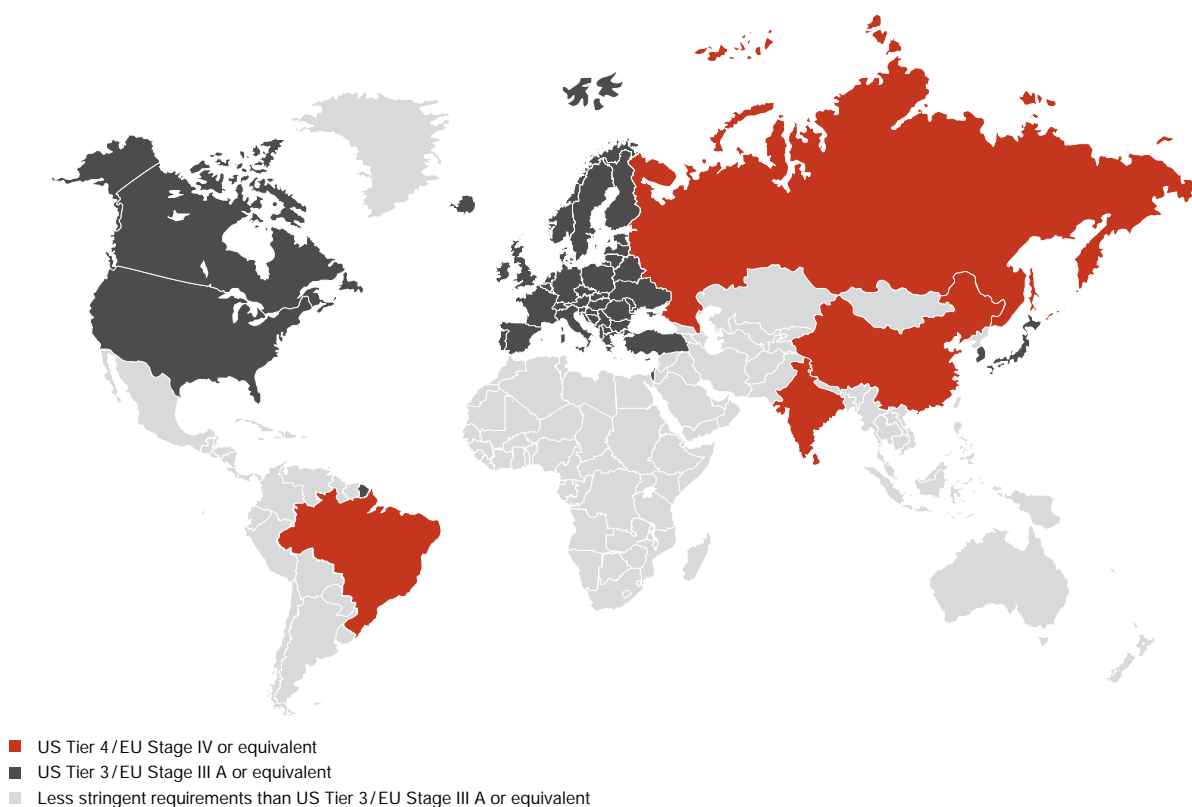 US Tier 4/EU Stage IV or equivalent
US Tier 3/EU Stage III A or equivalent
Less stringent requirements than US Tier 3/EU Stage III A or equivalent